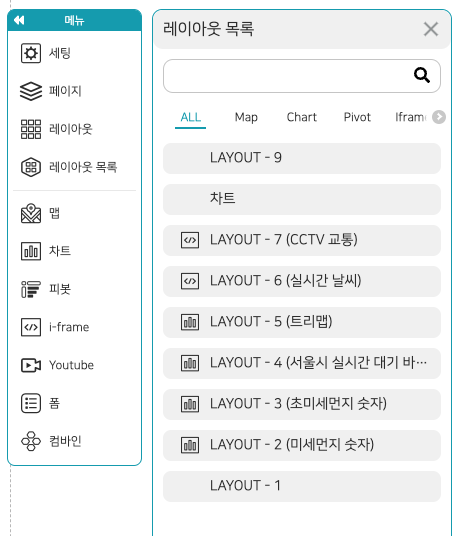 메뉴
세팅
페이지
레이아웃
레이아웃 목록
맵
차트
피봇
i-frame
Youtube
폼
컴바인
레이아웃 목록
ALL Map Chart Pivot Iframe
LAYOUT - 9
차트
LAYOUT - 7 (CCTV 교통)
LAYOUT - 6 (실시간 날씨)
LAYOUT - 5 (트리맵)
LAYOUT - 4 (서울시 실시간 대기 바…
LAYOUT - 3 (초미세먼지 숫자)
LAYOUT - 2 (미세먼지 숫자)
LAYOUT - 1